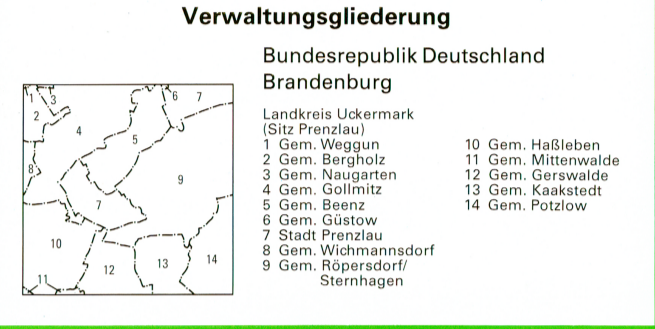 Verwaltungsgliederung
Bundesrepublik Deutschland
Brandenburg
Landkreis Uckermark
(Sitz Prenzlau)
1 Gem. Weggun
2 Gem. Bergholz
3 Gem. Naugarten
4 Gem. Gollmitz
5 Gem. Beenz
6 Gem. Güstow
7 Stadt Prenzlau
8 Gem. Wichmannsdorf
9 Gem. Röpersdorf/
Sternhagen
10 Gem. Haßleben
11 Gem. Mittenwalde
12 Gem. Gerswalde
13 Gem. Kaakstedt
14 Gem. Potzlow
1 3 6 7
2
4 5
8 9
7
10
12 13 14
11